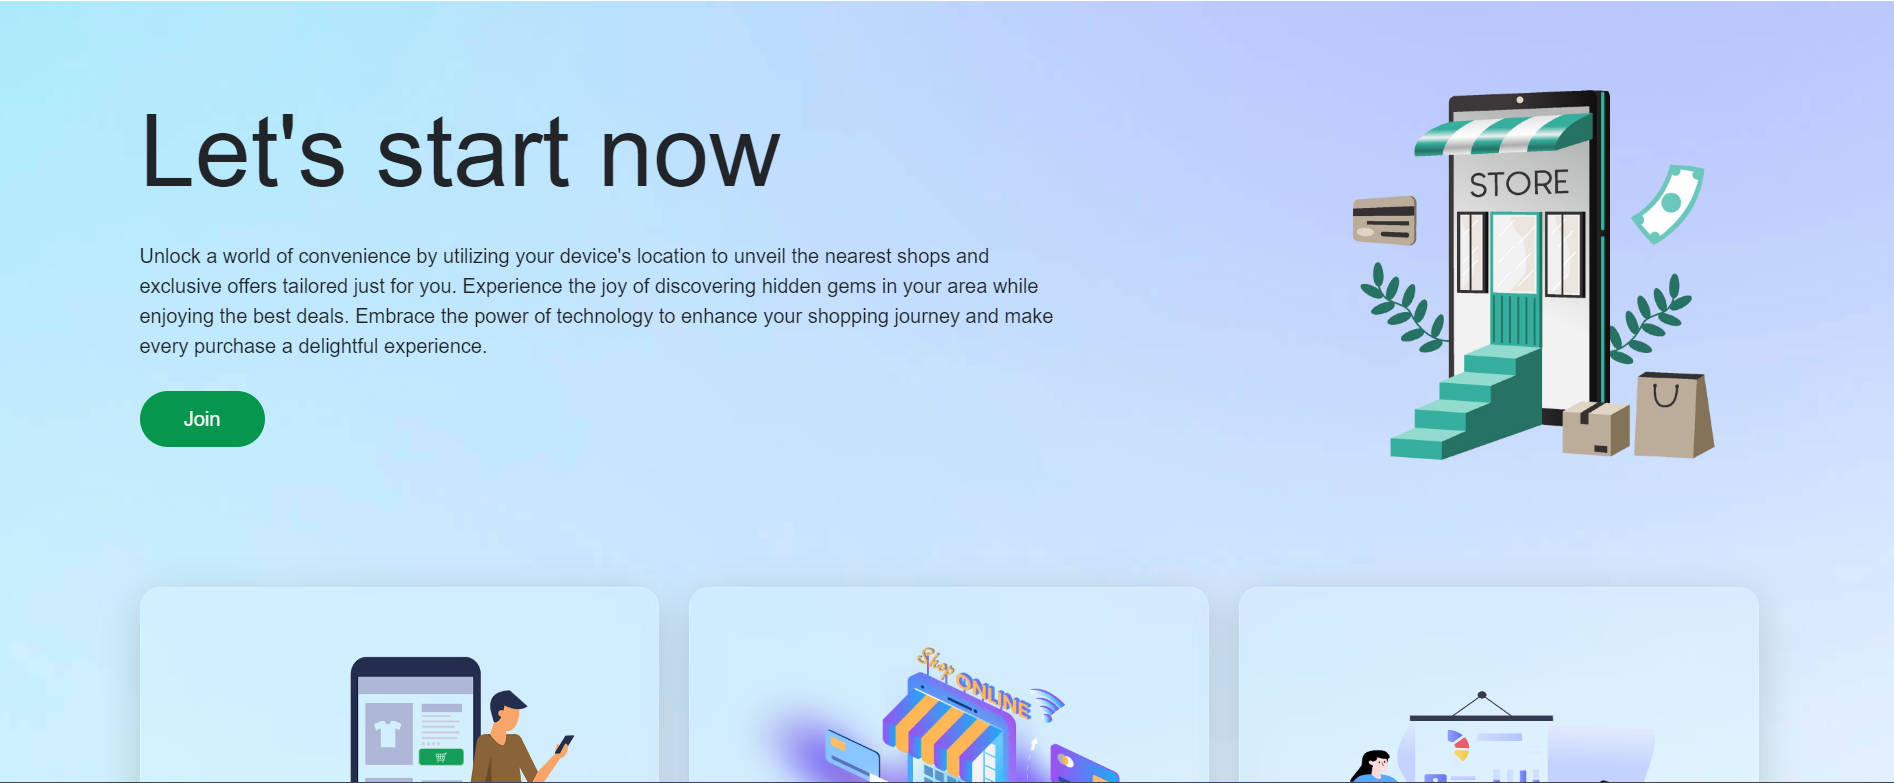 Let's start now
STORE
Unlock a world of convenience by utilizing your device's location to unveil the nearest shops and
exclusive offers tailored just for you. Experience the joy of discovering hidden gems in your area while
enjoying the best deals. Embrace the power of technology to enhance your shopping journey and make
every purchase a delightful experience.
Join
Shop ONLINE